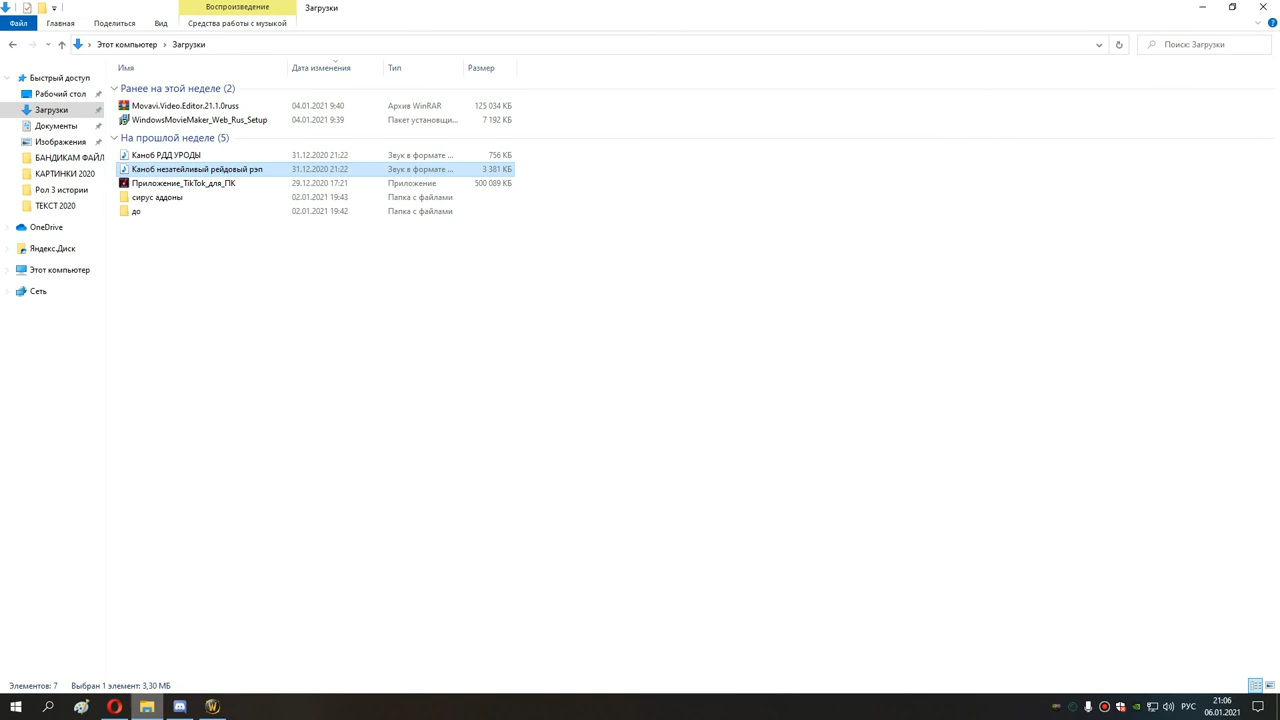 Воспроизведение
Загрузки
Файл
Главная
Поделиться
Вид
Средства работы с музыкой
Этот компьютер
Загрузки
Поиск: Загрузки
Имя
Дата изменения
Тип
Размер
Быстрый доступ
Рабочий стол
Загрузки
Документы
Изображения
БАНДИКАМ ФАЙЛ
КАРТИНКИ 2020
Рол 3 истории
ТЕКСТ 2020
OneDrive
Яндекс.Диск
Этот компьютер
Сеть
Ранее на этой неделе (2)
Movavi.Video.Editor.21.1.0russ 04.01.2021 9:40 Архив WinRAR 125 034 КБ
WindowsMovieMaker_Web_Rus_Setup 04.01.2021 9:39 Пакет установщи... 7 192 КБ
На прошлой неделе (5)
Каноб РДД УРОДЫ 31.12.2020 21:22 Звук в формате ... 756 КБ
Каноб незатейливый рейдовый рэп 31.12.2020 21:22 Звук в формате ... 3 381 КБ
Приложение_TikTok_для_ПК 29.12.2020 17:21 Приложение 500 089 КБ
сирус аддоны 02.01.2021 19:43 Папка с файлами
до 02.01.2021 19:42 Папка с файлами
Элементов: 7
Выбран 1 элемент: 3,30 МБ
РУС
21:06
06.01.2021